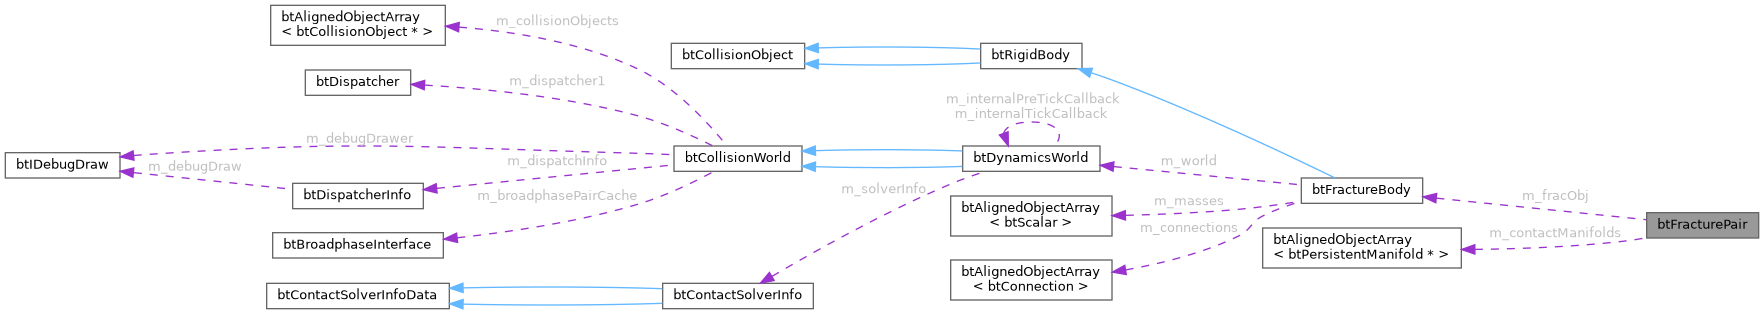 btAlignedObjectArray
< btCollisionObject * >
m_collisionObjects
btCollisionObject
btRigidBody
btDispatcher
m_dispatcher1
m_internalPreTickCallback
m_internalTickCallback
m_debugDrawer
btIDebugDraw
m_debugDraw
m_dispatchInfo
btCollisionWorld
btDynamicsWorld
m_world
btDispatcherInfo
m_broadphasePairCache
m_solverInfo
btAlignedObjectArray
< btScalar >
m_masses
btFractureBody
m_fracObj
btFracturePair
m_connections
btBroadphaseInterface
btAlignedObjectArray
< btPersistentManifold * >
m_contactManifolds
btAlignedObjectArray
< btConnection >
btContactSolverInfoData
btContactSolverInfo